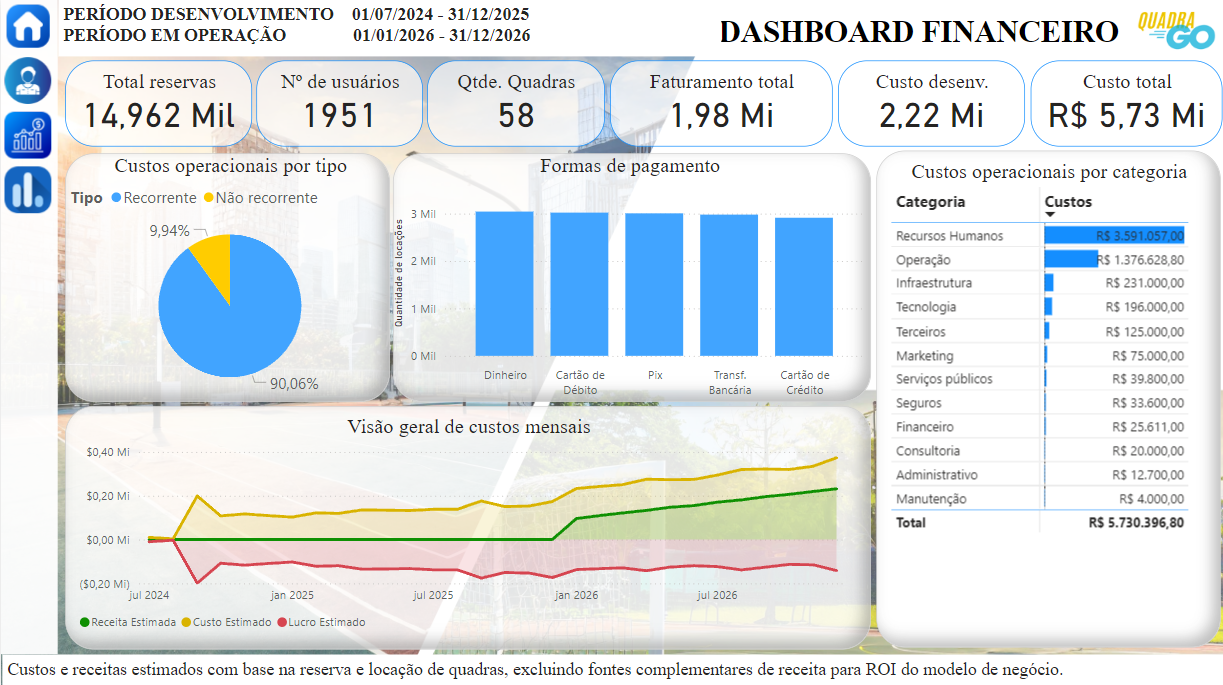 PERÍODO DESENVOLVIMENTO 01/07/2024 - 31/12/2025
PERÍODO EM OPERAÇÃO 01/01/2026 - 31/12/2026
DASHBOARD FINANCEIRO
QUADRA
GO
Total reservas
14,962 Mil
Nº de usuários
1951
Qtde. Quadras
58
Faturamento total
1,98 Mi
Custo desenv.
2,22 Mi
Custo total
R$ 5,73 Mi
Custos operacionais por tipo
Tipo Recorrente Não recorrente
9,94%
90,06%
Formas de pagamento
Quantidade de locações
3 Mil
2 Mil
1 Mil
0 Mil
Dinheiro
Cartão de
Débito
Pix
Transf.
Bancária
Cartão de
Crédito
Custos operacionais por categoria
Categoria Custos
Recursos Humanos R$ 3.591.057,00
Operação R$ 1.376.628,80
Infraestrutura R$ 231.000,00
Tecnologia R$ 196.000,00
Terceiros R$ 125.000,00
Marketing R$ 75.000,00
Serviços públicos R$ 39.800,00
Seguros R$ 33.600,00
Financeiro R$ 25.611,00
Consultoria R$ 20.000,00
Administrativo R$ 12.700,00
Manutenção R$ 4.000,00
Total R$ 5.730.396,80
Visão geral de custos mensais
$0,40 Mi
$0,20 Mi
$0,00 Mi
($0,20 Mi)
jul 2024 jan 2025 jul 2025 jan 2026 jul 2026
Receita Estimada Custo Estimado Lucro Estimado
Custos e receitas estimados com base na reserva e locação de quadras, excluindo fontes complementares de receita para ROI do modelo de negócio.